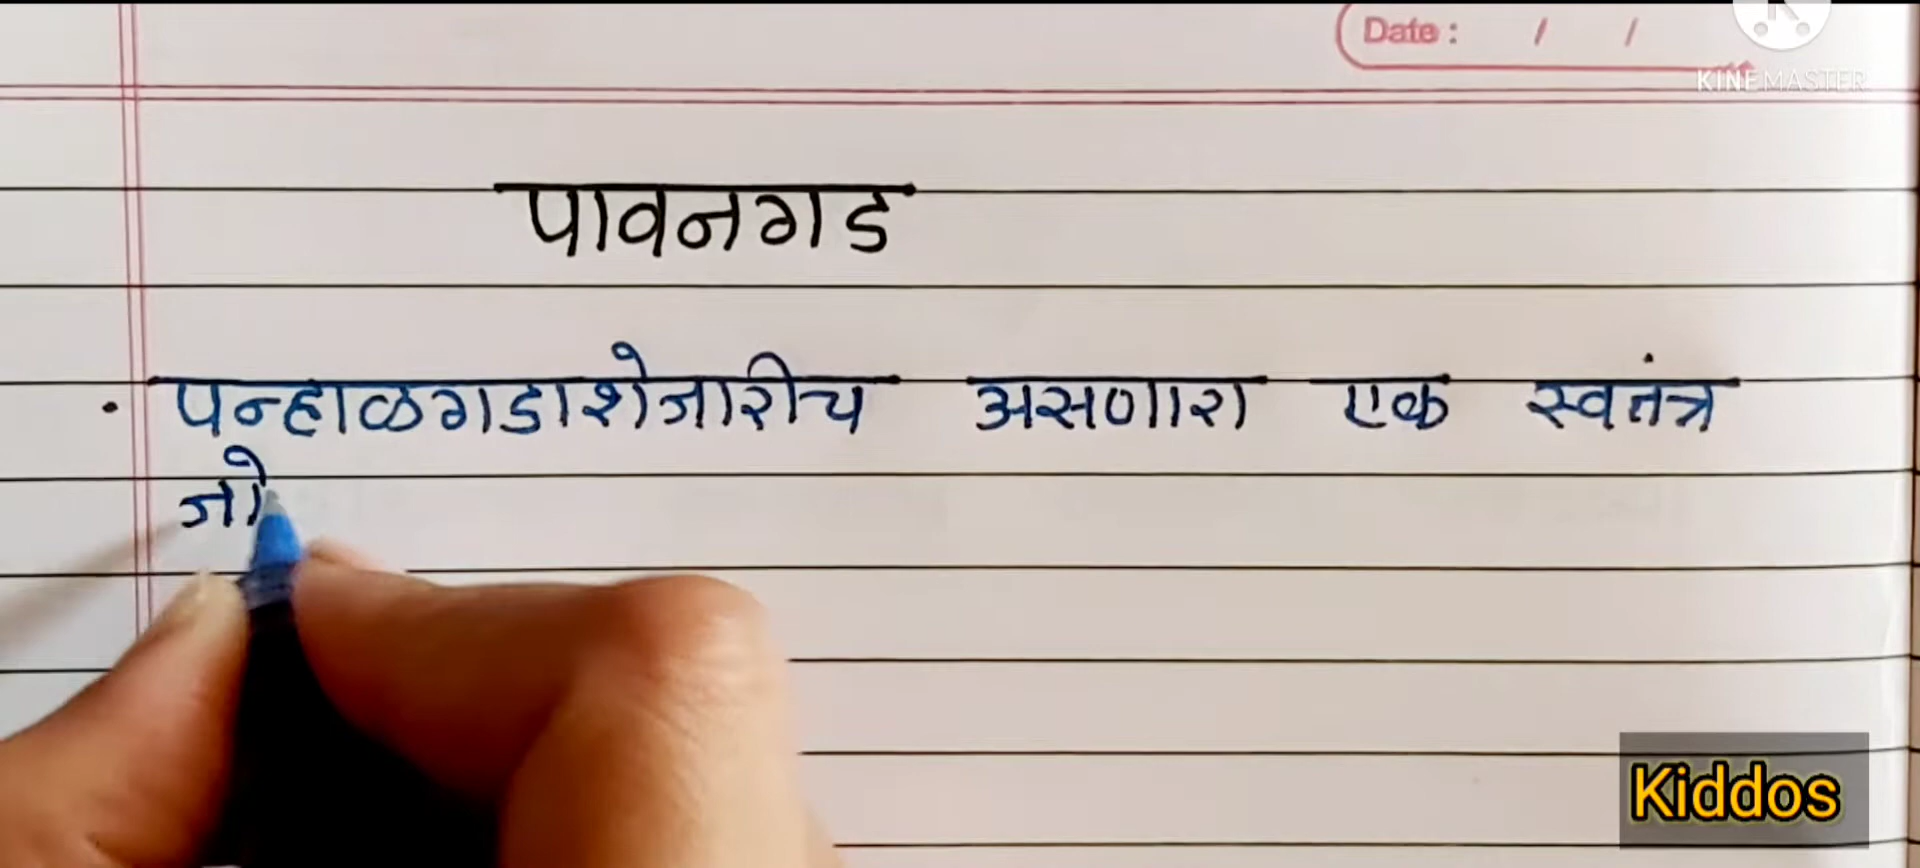 Date : / /
KINEMASTER
पावनगड
• पन्हाळगडाशेजारीच असणारा एक स्वतंत्र
जो
Kiddos